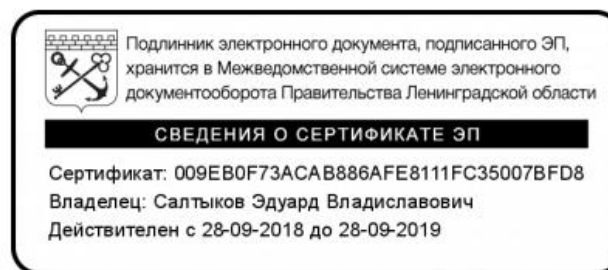 Подлинник электронного документа, подписанного ЭП,
хранится в Межведомственной системе электронного
документооборота Правительства Ленинградской области
СВЕДЕНИЯ О СЕРТИФИКАТЕ ЭП
Сертификат: 009EB0F73ACAB886AFE8111FC35007BFD8
Владелец: Салтыков Эдуард Владиславович
Действителен с 28-09-2018 до 28-09-2019